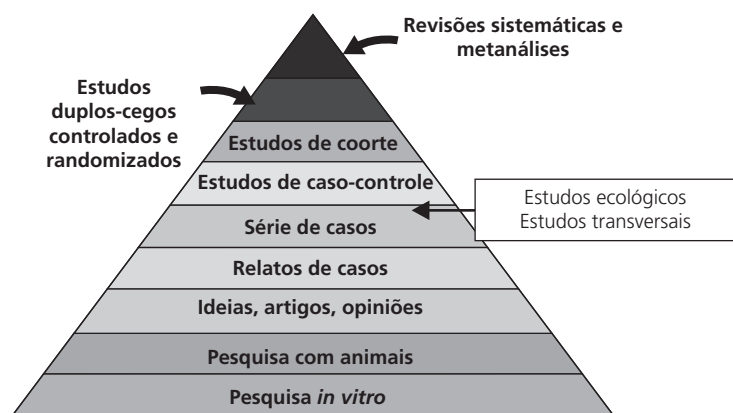 Revisões sistemáticas e
metanálises
Estudos
duplos-cegos
controlados e
randomizados
Estudos de coorte
Estudos de caso-controle
Estudos ecológicos
Estudos transversais
Série de casos
Relatos de casos
Ideias, artigos, opiniões
Pesquisa com animais
Pesquisa in vitro